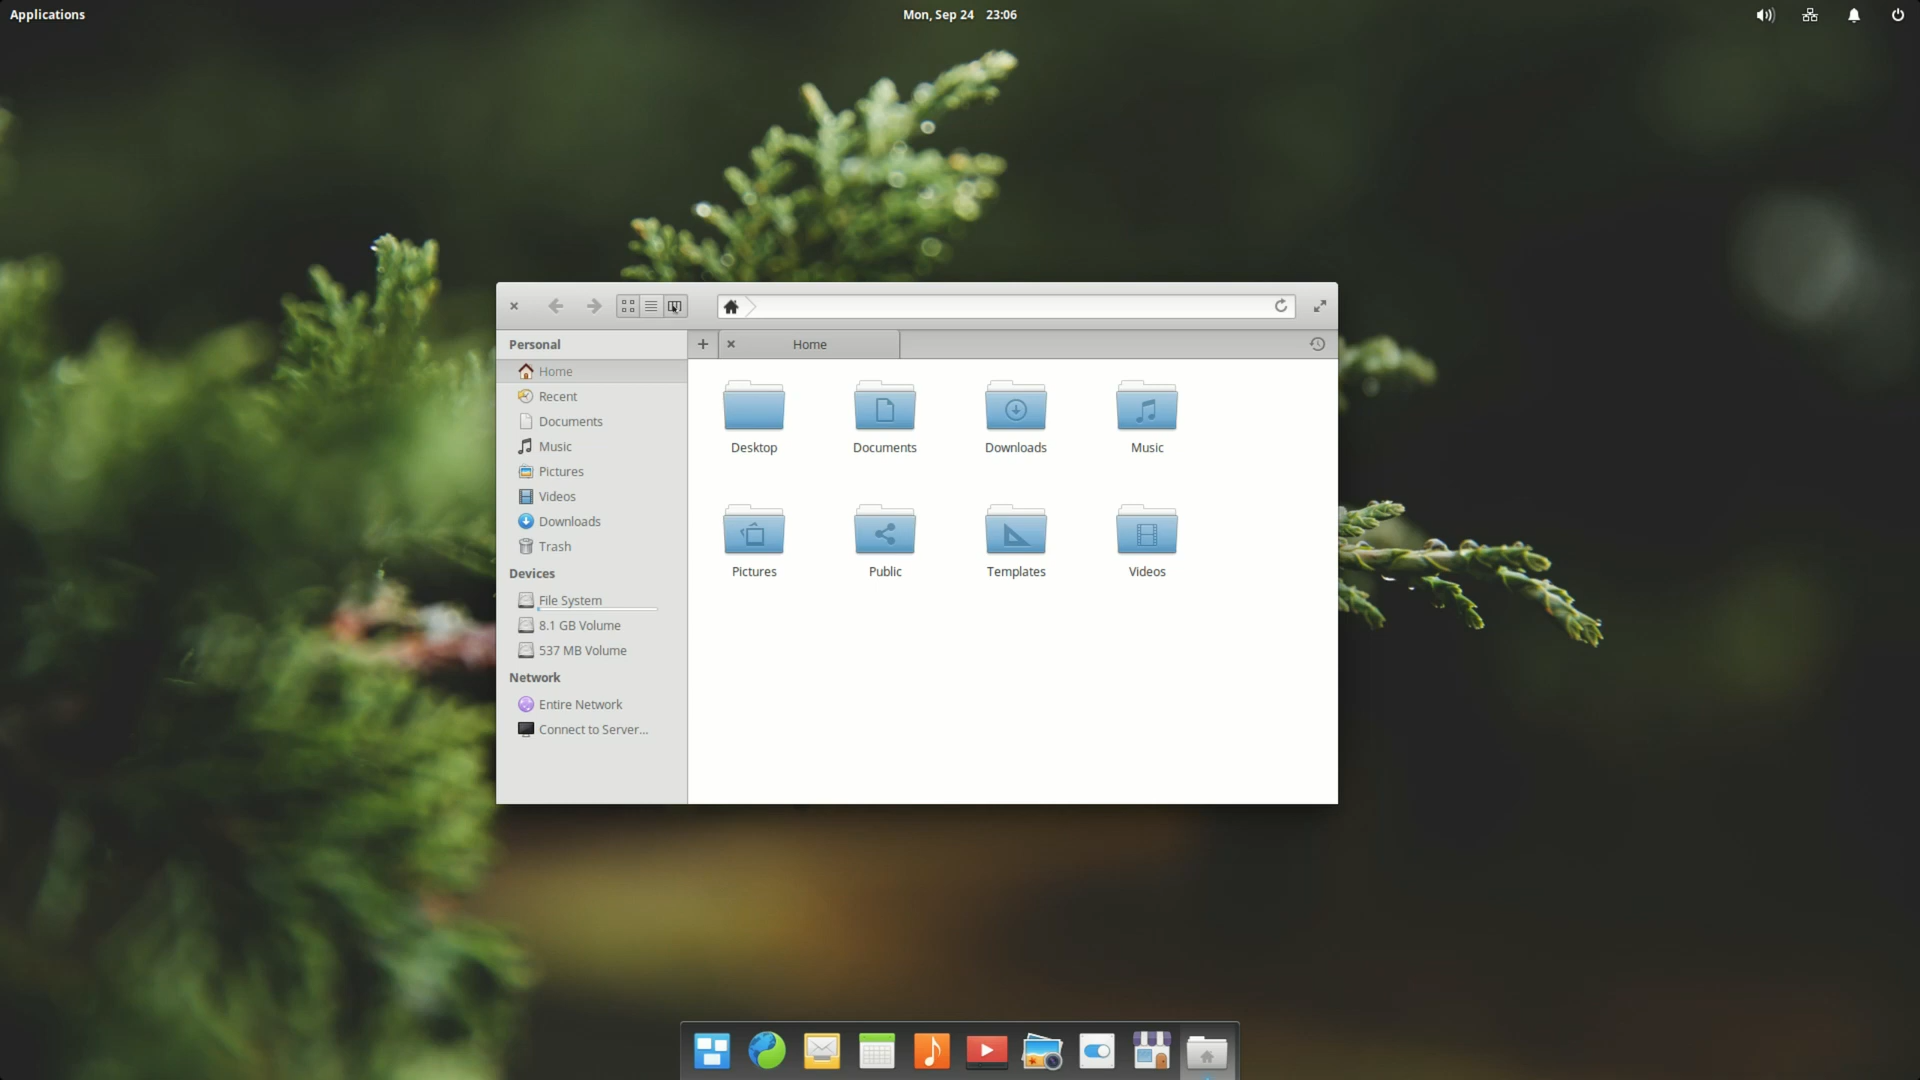 Applications
Mon, Sep 24 23:06
Personal
Home
Home
Recent
Documents
Music
Pictures
Videos
Downloads
Trash
Devices
File System
8.1 GB Volume
537 MB Volume
Network
Entire Network
Connect to Server...
Desktop
Documents
Downloads
Music
Pictures
Public
Templates
Videos